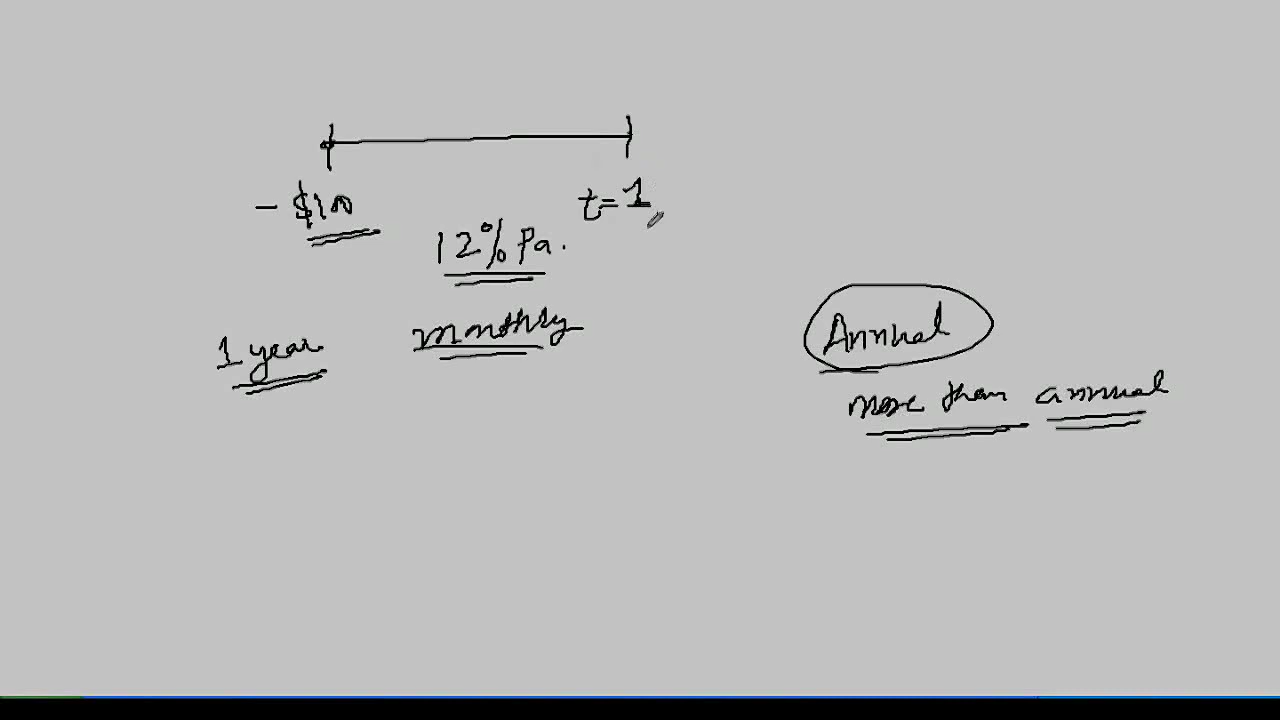 - $100 t=1
12% Pa.
1 year monthly
Annual
more than annual